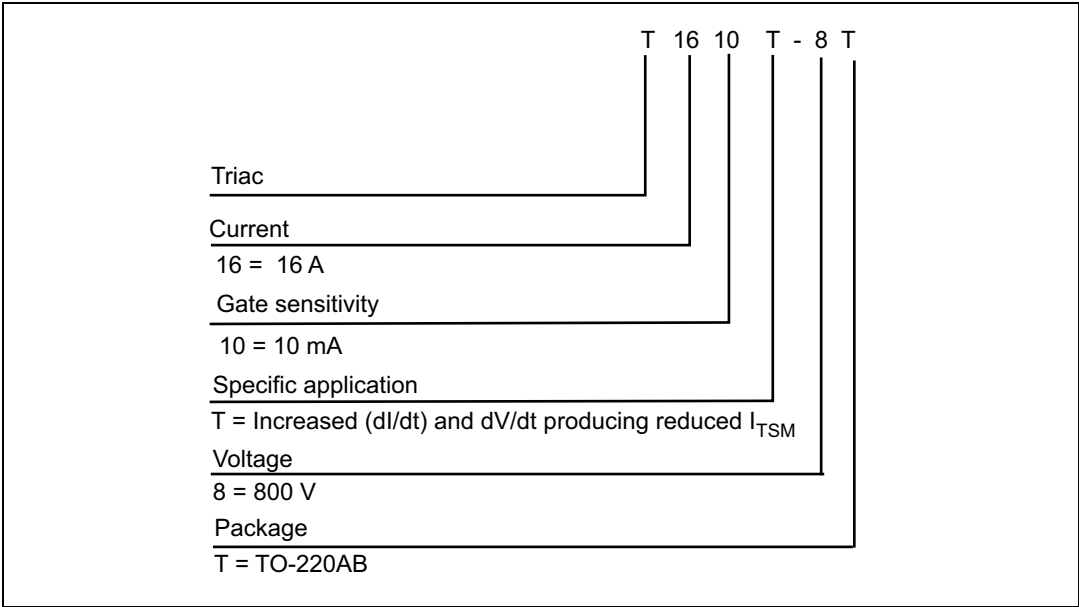 T 16 10 T - 8 T
Triac
Current
16 = 16 A
Gate sensitivity
10 = 10 mA
Specific application
T = Increased (dI/dt) and dV/dt producing reduced ITSM
Voltage
8 = 800 V
Package
T = TO-220AB